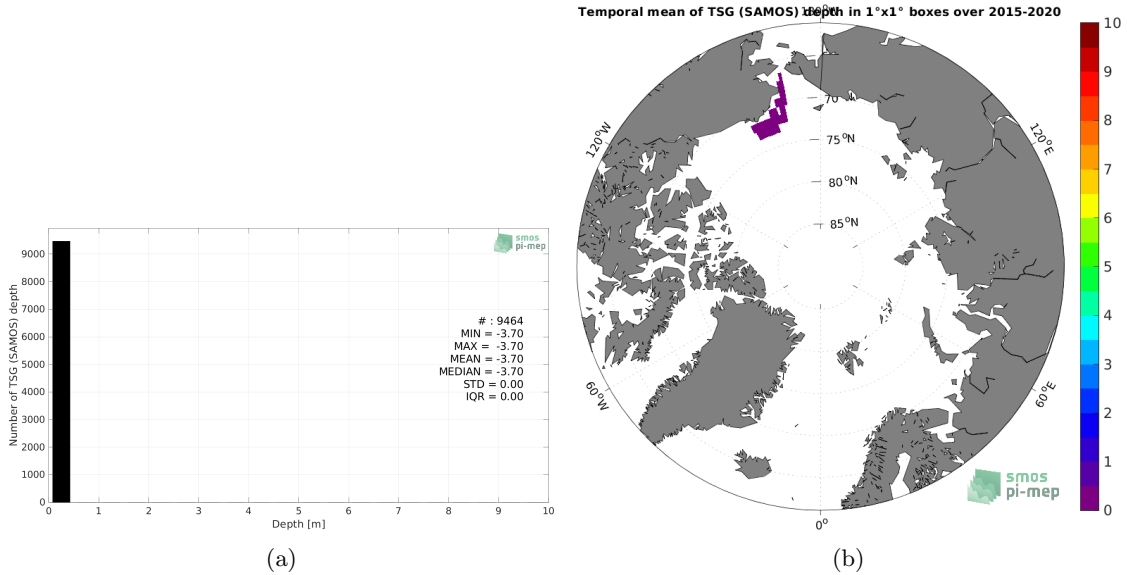 Number of TSG (SAMOS) depth
9000
8000
7000
6000
5000
4000
3000
2000
1000
0
smos
pi-mep
# : 9464
MIN = -3.70
MAX = -3.70
MEAN = -3.70
MEDIAN = -3.70
STD = 0.00
IQR = 0.00
0 1 2 3 4 5 6 7 8 9 10
Depth [m]
(a)
Temporal mean of TSG (SAMOS) depth in 1°x1° boxes over 2015-2020
180°W
120°W
120°E
75°N
80°N
85°N
60°W
60°E
0°
smos
pi-mep
10
9
8
7
6
5
4
3
2
1
0
(b)